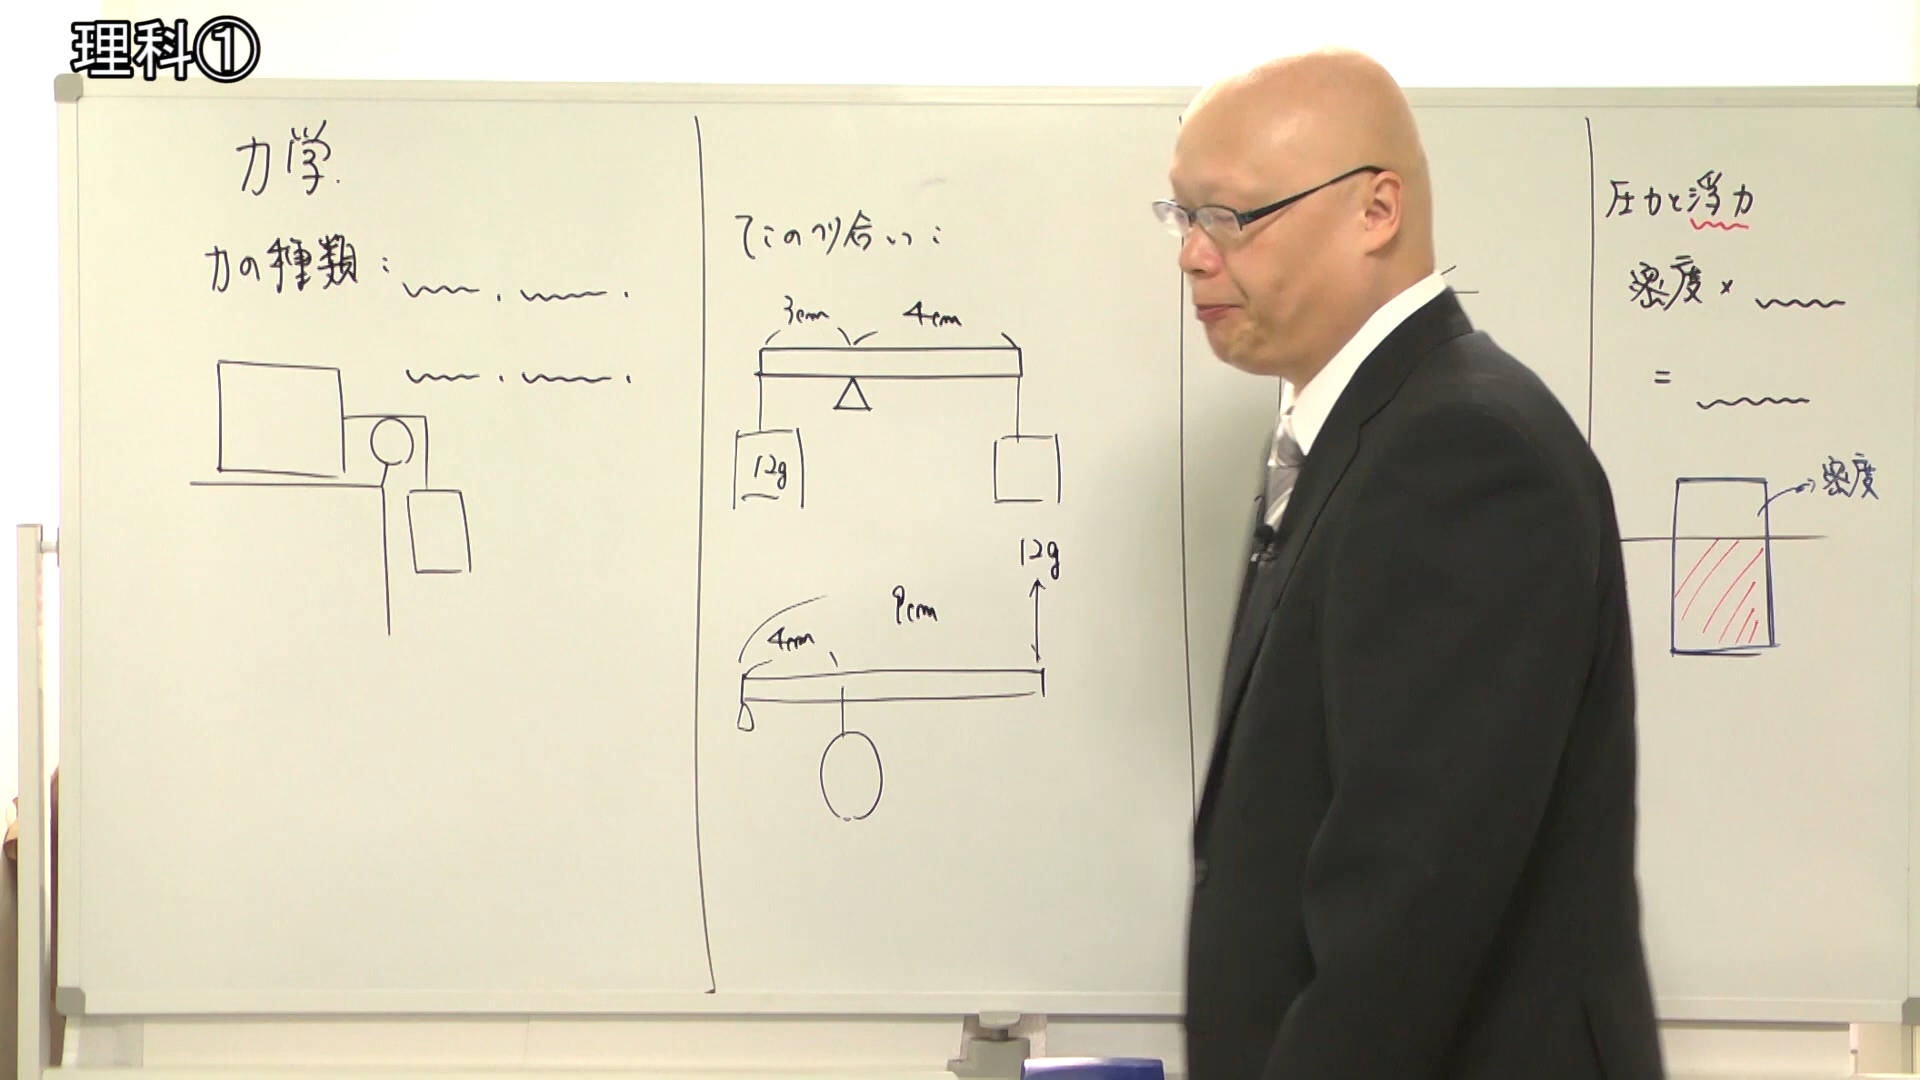 理科①
力学.
力の種類:
てこのつり合い:
3cm 4cm
12g
12g
9cm
4cm
圧力と浮力
密度×
=
密度